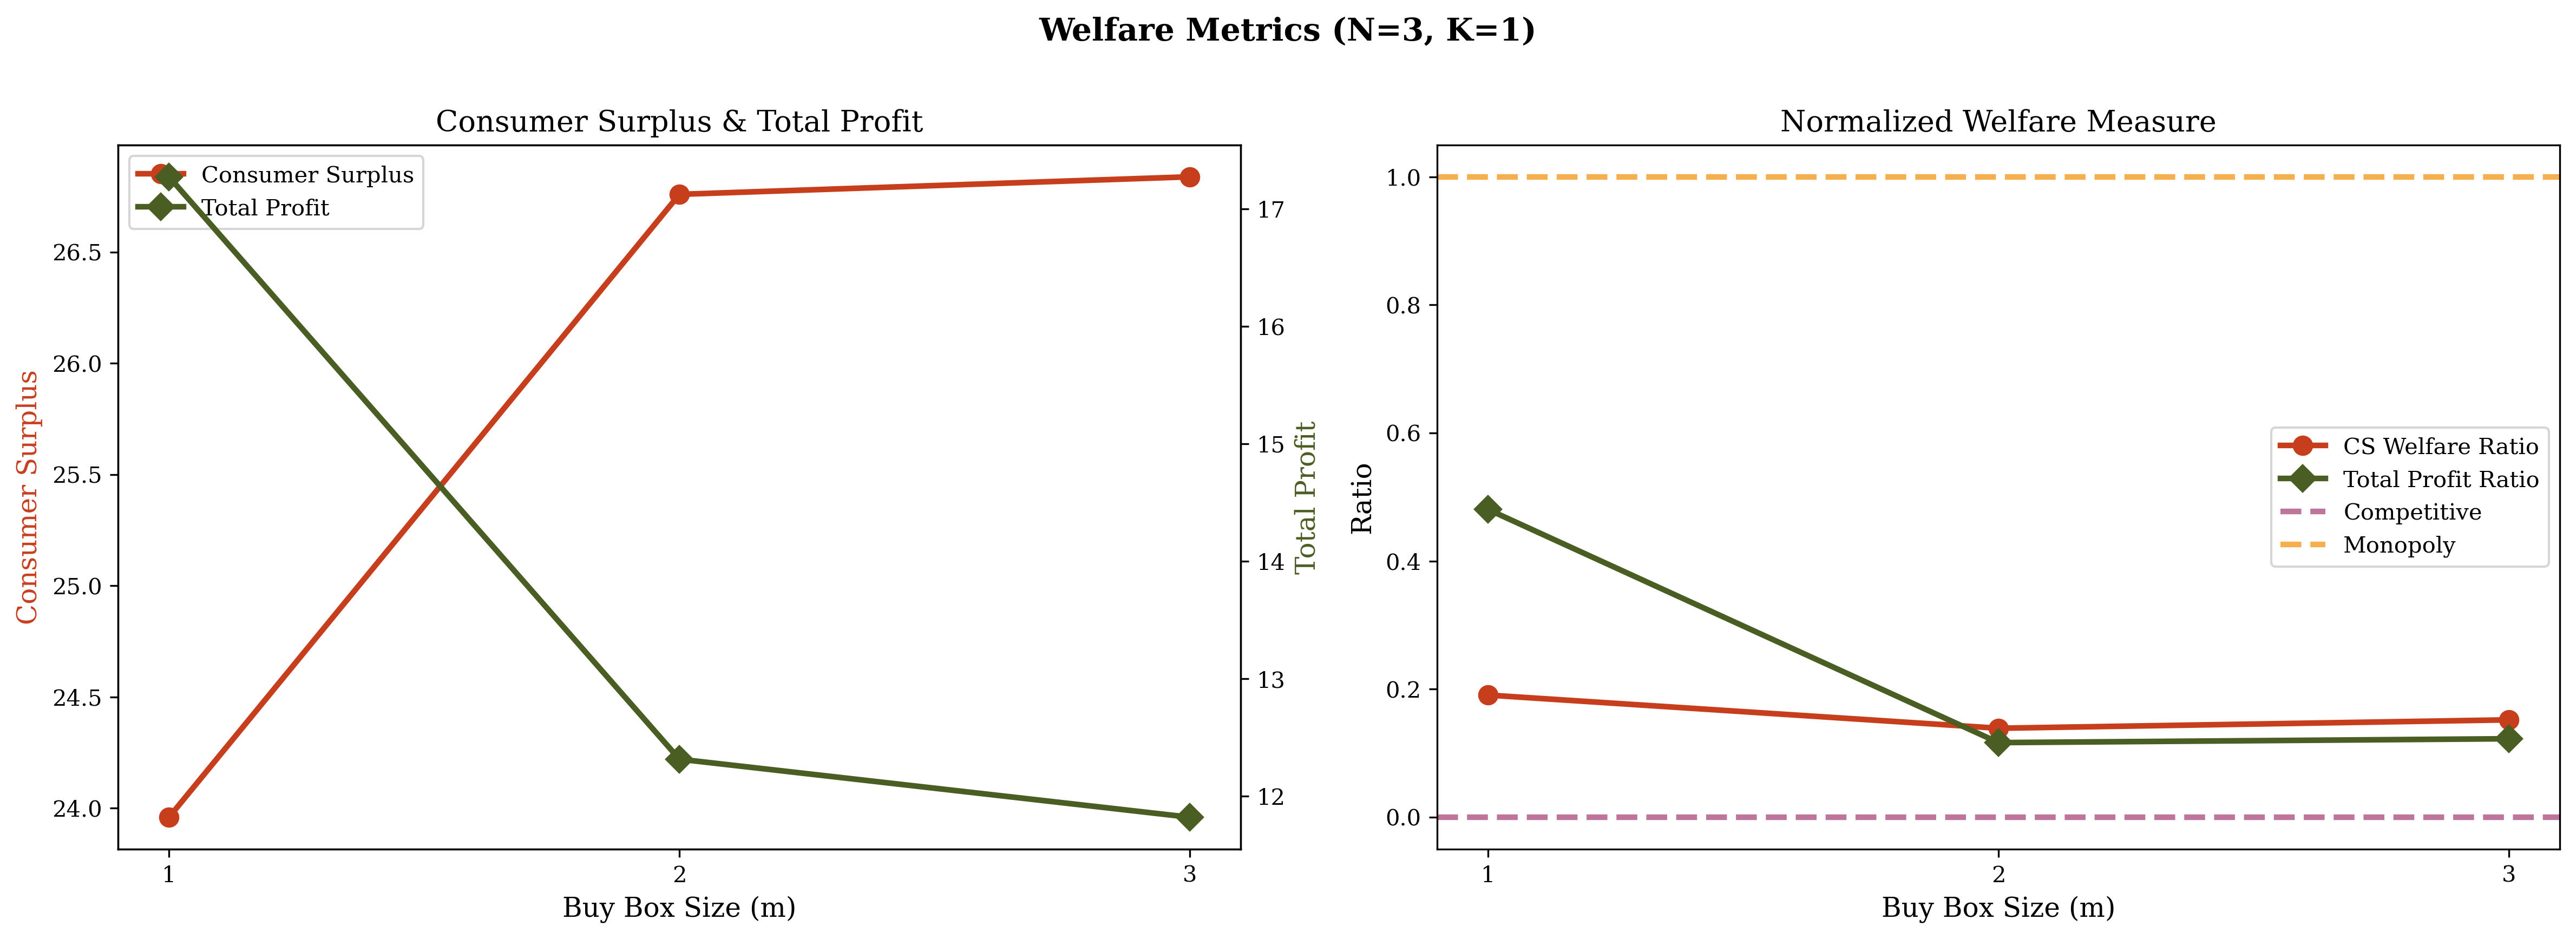 Welfare Metrics (N=3, K=1)
Consumer Surplus & Total Profit
Consumer Surplus
Total Profit
26.5
26.0
25.5
25.0
24.5
24.0
Consumer Surplus
17
16
15
14
13
12
Total Profit
1 2 3
Buy Box Size (m)
Normalized Welfare Measure
1.0
0.8
0.6
0.4
0.2
0.0
Ratio
CS Welfare Ratio
Total Profit Ratio
Competitive
Monopoly
1 2 3
Buy Box Size (m)